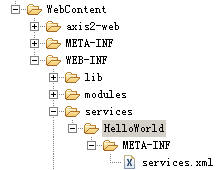 WebContent
axis2-web
META-INF
WEB-INF
lib
modules
services
HelloWorld
META-INF
services.xml